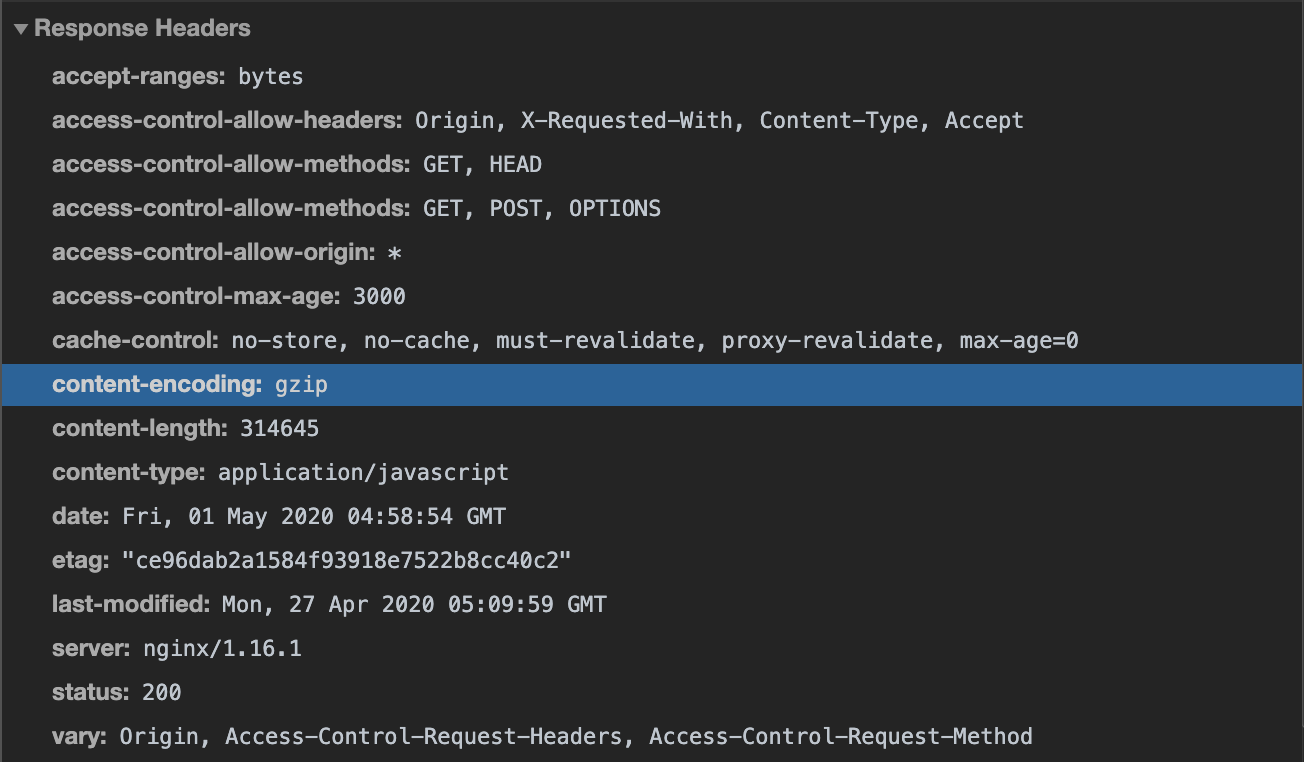 Response Headers
accept-ranges: bytes
access-control-allow-headers: Origin, X-Requested-With, Content-Type, Accept
access-control-allow-methods: GET, HEAD
access-control-allow-methods: GET, POST, OPTIONS
access-control-allow-origin: *
access-control-max-age: 3000
cache-control: no-store, no-cache, must-revalidate, proxy-revalidate, max-age=0
content-encoding: gzip
content-length: 314645
content-type: application/javascript
date: Fri, 01 May 2020 04:58:54 GMT
etag: "ce96dab2a1584f93918e7522b8cc40c2"
last-modified: Mon, 27 Apr 2020 05:09:59 GMT
server: nginx/1.16.1
status: 200
vary: Origin, Access-Control-Request-Headers, Access-Control-Request-Method